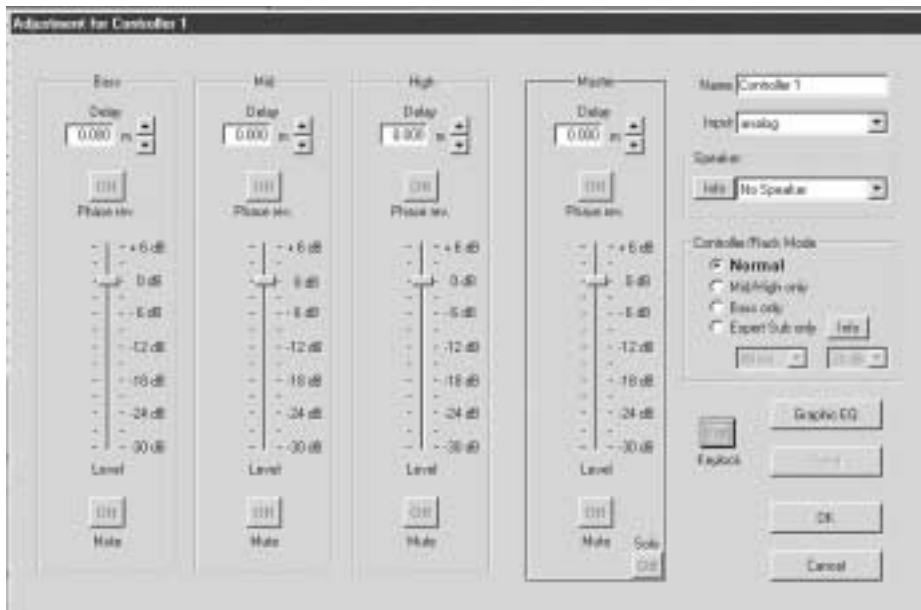 Adjustment for Controller 1
Bass
Delay
0.000 m
Off
Phase rev.
+6 dB
0 dB
-6 dB
-12 dB
-18 dB
-24 dB
-30 dB
Level
Off
Mute
Mid
Delay
0.000 m
Off
Phase rev.
+6 dB
0 dB
-6 dB
-12 dB
-18 dB
-24 dB
-30 dB
Level
Off
Mute
High
Delay
0.000 m
Off
Phase rev.
+6 dB
0 dB
-6 dB
-12 dB
-18 dB
-24 dB
-30 dB
Level
Off
Mute
Master
Delay
0.000 m
Off
Phase rev.
+6 dB
0 dB
-6 dB
-12 dB
-18 dB
-24 dB
-30 dB
Level
Off
Mute
Solo
Off
Name Controller 1
Input analog
Speaker
Info No Speaker
Controller/Rack Mode
Normal
Mid/High only
Bass only
Expert Sub only Info
Keylock
Graphic EQ
OK
Cancel